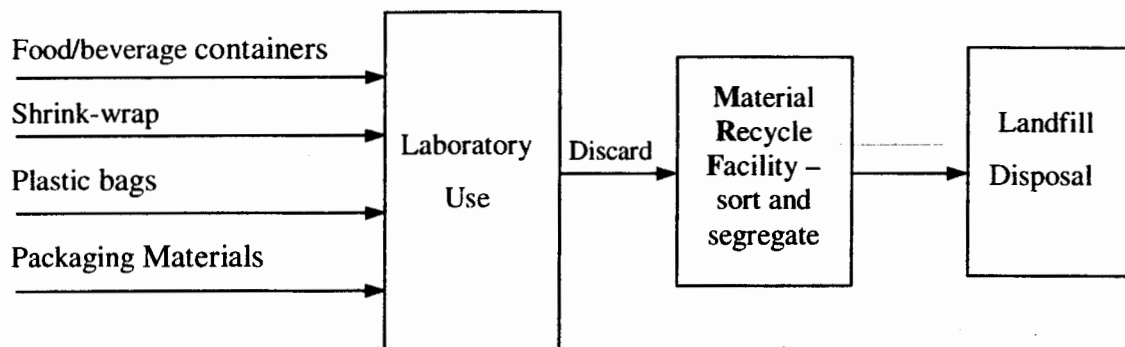 Food/beverage containers
Shrink-wrap
Plastic bags
Packaging Materials
Laboratory
Use
Discard
Material
Recycle
Facility –
sort and
segregate
Landfill
Disposal